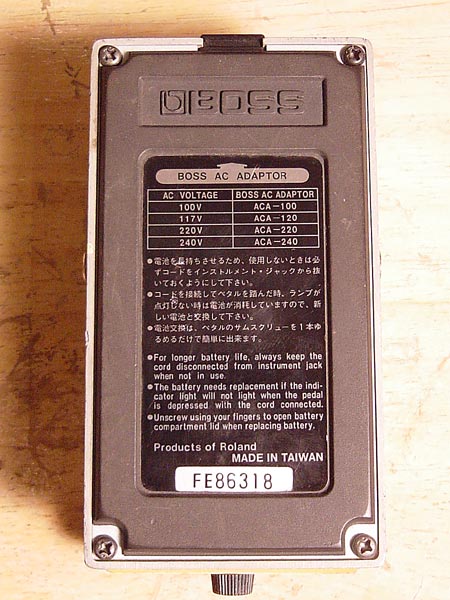 BOSS
BOSS AC ADAPTOR
AC VOLTAGE BOSS AC ADAPTOR
100V ACA-100
117V ACA-120
220V ACA-220
240V ACA-240
●電池を長持ちさせるため、使用しないときは必
ずコードをインストルメント・ジャックから抜
いておくようにして下さい。
●コードを接続してペダルを踏んだ時、ランプが
点灯しない時は電池が消耗していますので、新
しい電池と交換して下さい。
●電池交換は、ペダルのサムスクリューを1本ゆ
るめるだけで簡単に出来ます。
●For longer battery life, always keep the
cord disconnected from instrument jack
when not in use.
●The battery needs replacement if the indi-
cator light will not light when the pedal
is depressed with the cord connected.
●Unscrew using your fingers to open battery
compartment lid when replacing battery.
Products of Roland
MADE IN TAIWAN
FE86318